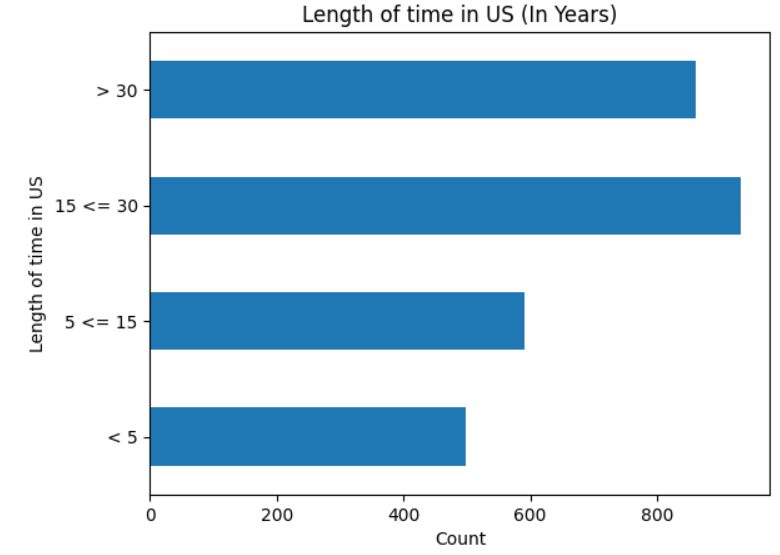 Length of time in US (In Years)
Length of time in US
> 30
15 <= 30
5 <= 15
< 5
0 200 400 600 800
Count